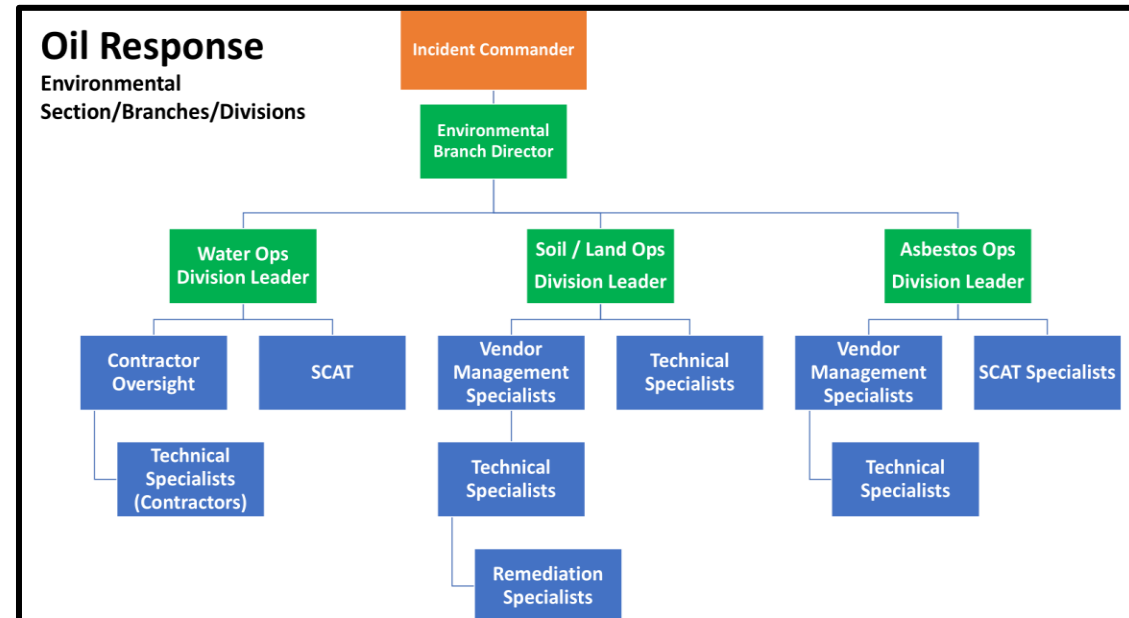 Oil Response
Environmental
Section/Branches/Divisions
Incident Commander
Environmental
Branch Director
Water Ops
Division Leader
Soil / Land Ops
Division Leader
Asbestos Ops
Division Leader
Contractor
Oversight
SCAT
Vendor
Management
Specialists
Technical
Specialists
Vendor
Management
Specialists
SCAT Specialists
Technical
Specialists
(Contractors)
Technical
Specialists
Technical
Specialists
Remediation
Specialists